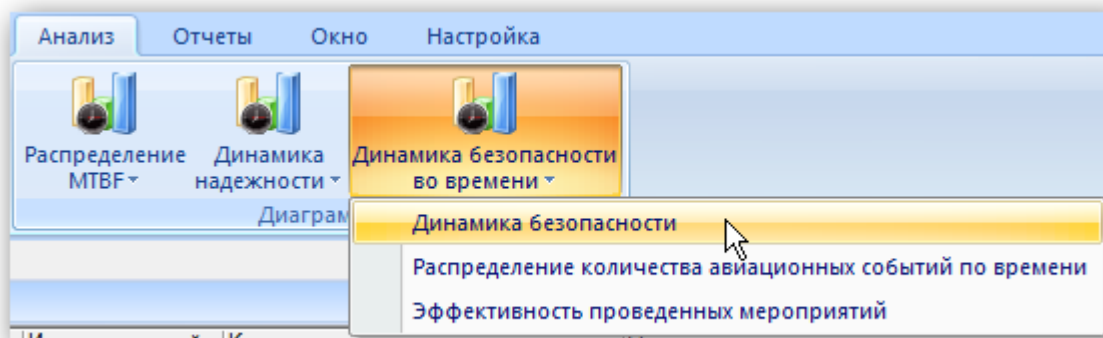 Анализ Отчеты Окно Настройка
Распределение Динамика Динамика безопасности
MTBF надежности во времени
Диаграм
Динамика безопасности
Распределение количества авиационных событий по времени
Эффективность проведенных мероприятий